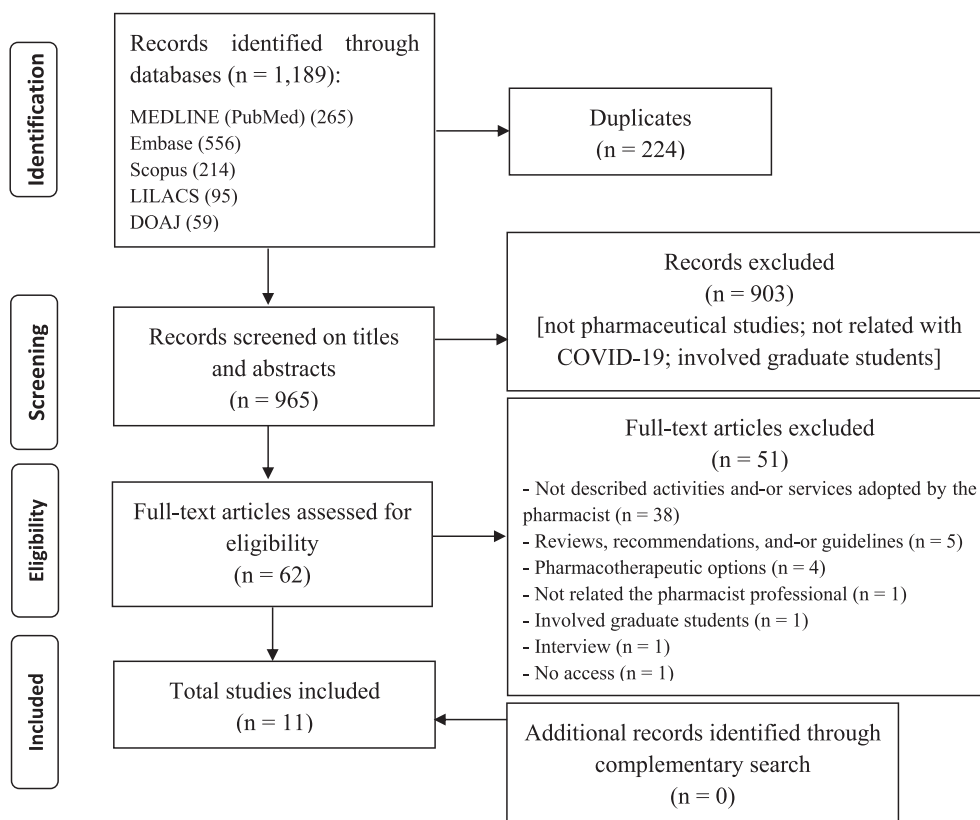 Identification
Records identified through
databases (n = 1,189):
MEDLINE (PubMed) (265)
Embase (556)
Scopus (214)
LILACS (95)
DOAJ (59)
Duplicates
(n = 224)
Screening
Records screened on titles
and abstracts
(n = 965)
Records excluded
(n = 903)
[not pharmaceutical studies; not related with
COVID-19; involved graduate students]
Eligibility
Full-text articles assessed for
eligibility
(n = 62)
Full-text articles excluded
(n = 51)
- Not described activities and-or services adopted by the
pharmacist (n = 38)
- Reviews, recommendations, and-or guidelines (n = 5)
- Pharmacotherapeutic options (n = 4)
- Not related the pharmacist professional (n = 1)
- Involved graduate students (n = 1)
- Interview (n = 1)
- No access (n = 1)
Included
Total studies included
(n = 11)
Additional records identified through
complementary search
(n = 0)